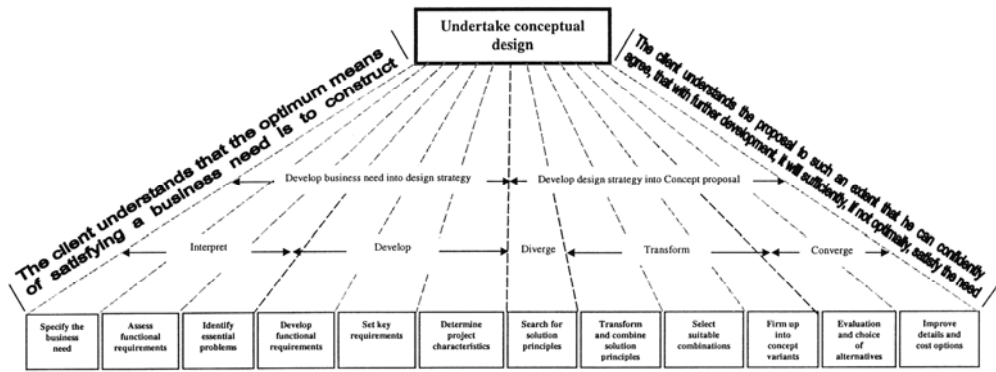 Undertake conceptual
design
The client understands that the optimum means
of satisfying a business need is to construct
The client understands the proposal to such an extent that he can confidently
agree, that with further development, it will sufficiently, if not optimally, satisfy the need
Develop business need into design strategy
Develop design strategy into Concept proposal
Interpret
Develop
Diverge
Transform
Converge
Specify the
business
need
Assess
functional
requirements
Identify
essential
problems
Develop
functional
requirements
Set key
requirements
Determine
project
characteristics
Search for
solution
principles
Transform
and combine
solution
principles
Select
suitable
combinations
Firm up
into
concept
variants
Evaluation
and choice
of
alternatives
Improve
details and
cost options